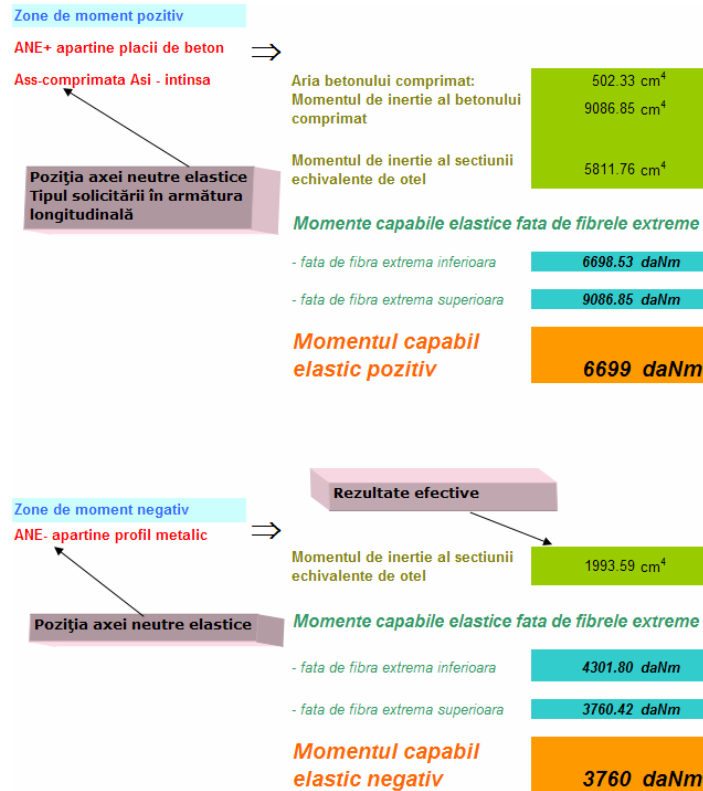 Zone de moment pozitiv
ANE+ apartine placii de beton
⇒
Ass-comprimata Asi - intinsa
Aria betonului comprimat:
502.33 cm⁴
Momentul de inertie al betonului
comprimat
9086.85 cm⁴
Poziţia axei neutre elastice
Tipul solicitării în armătura
longitudinală
Momentul de inertie al sectiunii
echivalente de otel
5811.76 cm⁴
Momente capabile elastice fata de fibrele extreme
- fata de fibra extrema inferioara
6698.53 daNm
- fata de fibra extrema superioara
9086.85 daNm
Momentul capabil
elastic pozitiv
6699 daNm
Rezultate efective
Zone de moment negativ
ANE- apartine profil metalic
⇒
Momentul de inertie al sectiunii
echivalente de otel
1993.59 cm⁴
Poziţia axei neutre elastice
Momente capabile elastice fata de fibrele extreme
- fata de fibra extrema inferioara
4301.80 daNm
- fata de fibra extrema superioara
3760.42 daNm
Momentul capabil
elastic negativ
3760 daNm